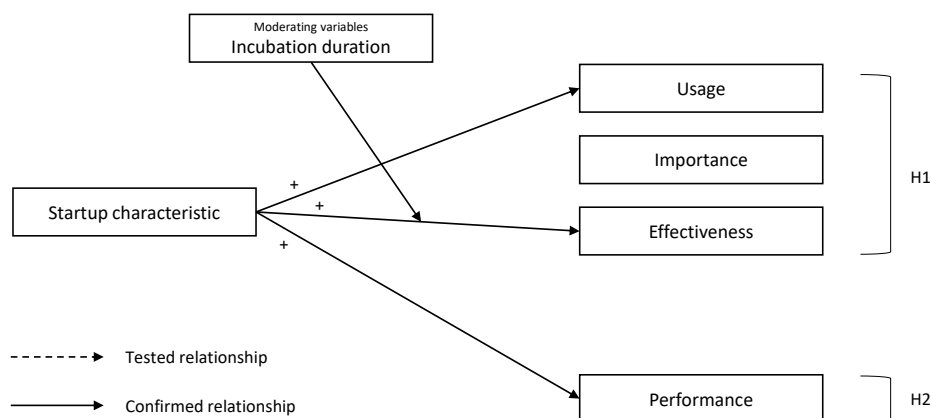 Moderating variables
Incubation duration
Usage
Importance
H1
Startup characteristic
+
+
Effectiveness
+
Tested relationship
Performance
H2
Confirmed relationship